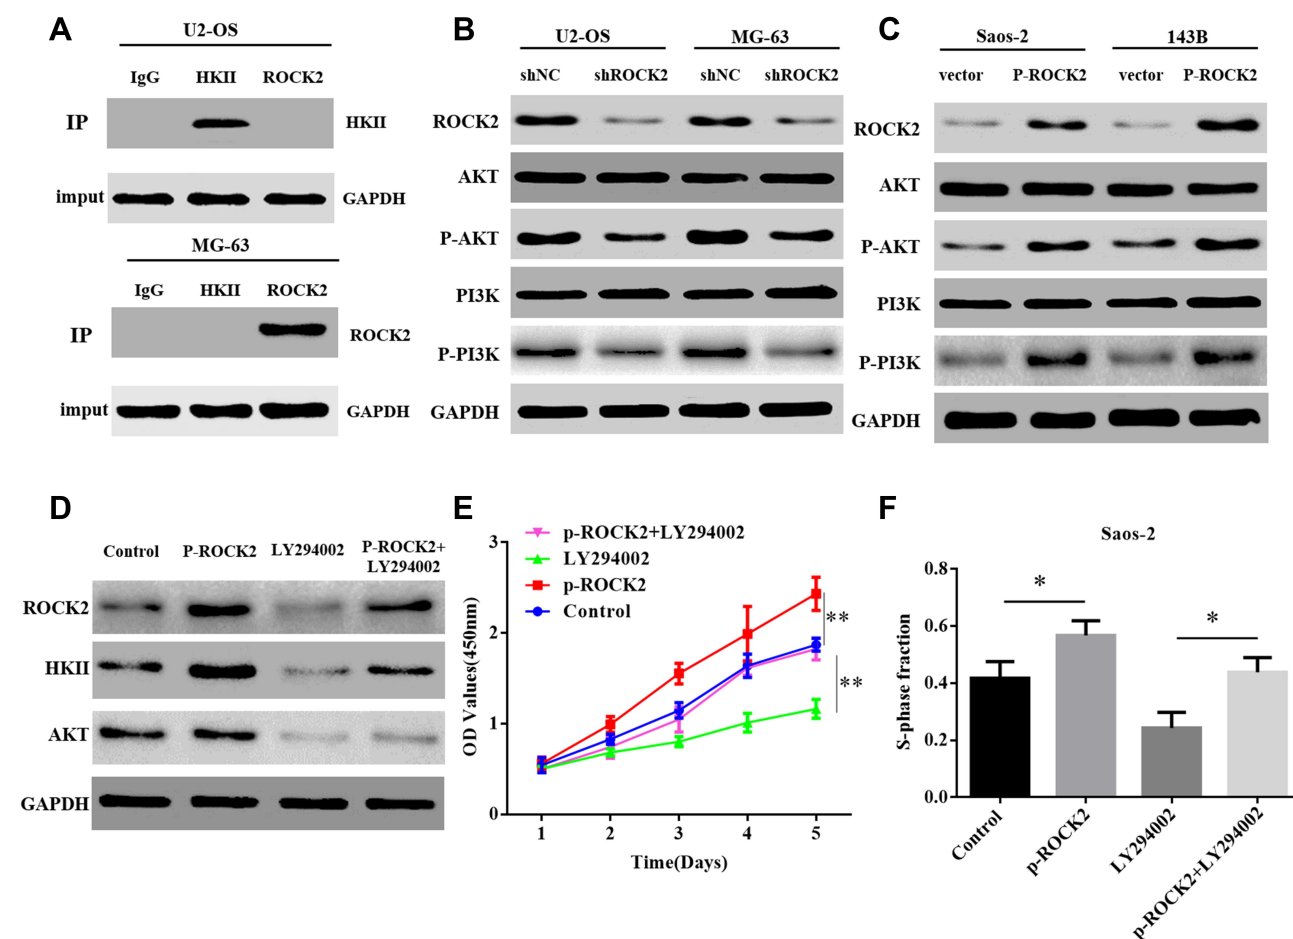 A
U2-OS
IgG HKII ROCK2
IP HKII
imput GAPDH
MG-63
IgG HKII ROCK2
IP ROCK2
imput GAPDH
B
U2-OS MG-63
shNC shROCK2 shNC shROCK2
ROCK2
AKT
P-AKT
PI3K
P-PI3K
GAPDH
C
Saos-2 143B
vector P-ROCK2 vector P-ROCK2
ROCK2
AKT
P-AKT
PI3K
P-PI3K
GAPDH
D
Control P-ROCK2 LY294002 P-ROCK2+
LY294002
ROCK2
HKII
AKT
GAPDH
E
p-ROCK2+LY294002
LY294002
p-ROCK2
Control
OD Values(450nm)
3
2
1
0
**
**
1 2 3 4 5
Time(Days)
F
Saos-2
S-phase fraction
0.8
0.6
0.4
0.2
0.0
*
*
Control
p-ROCK2
LY294002
p-ROCK2+LY294002